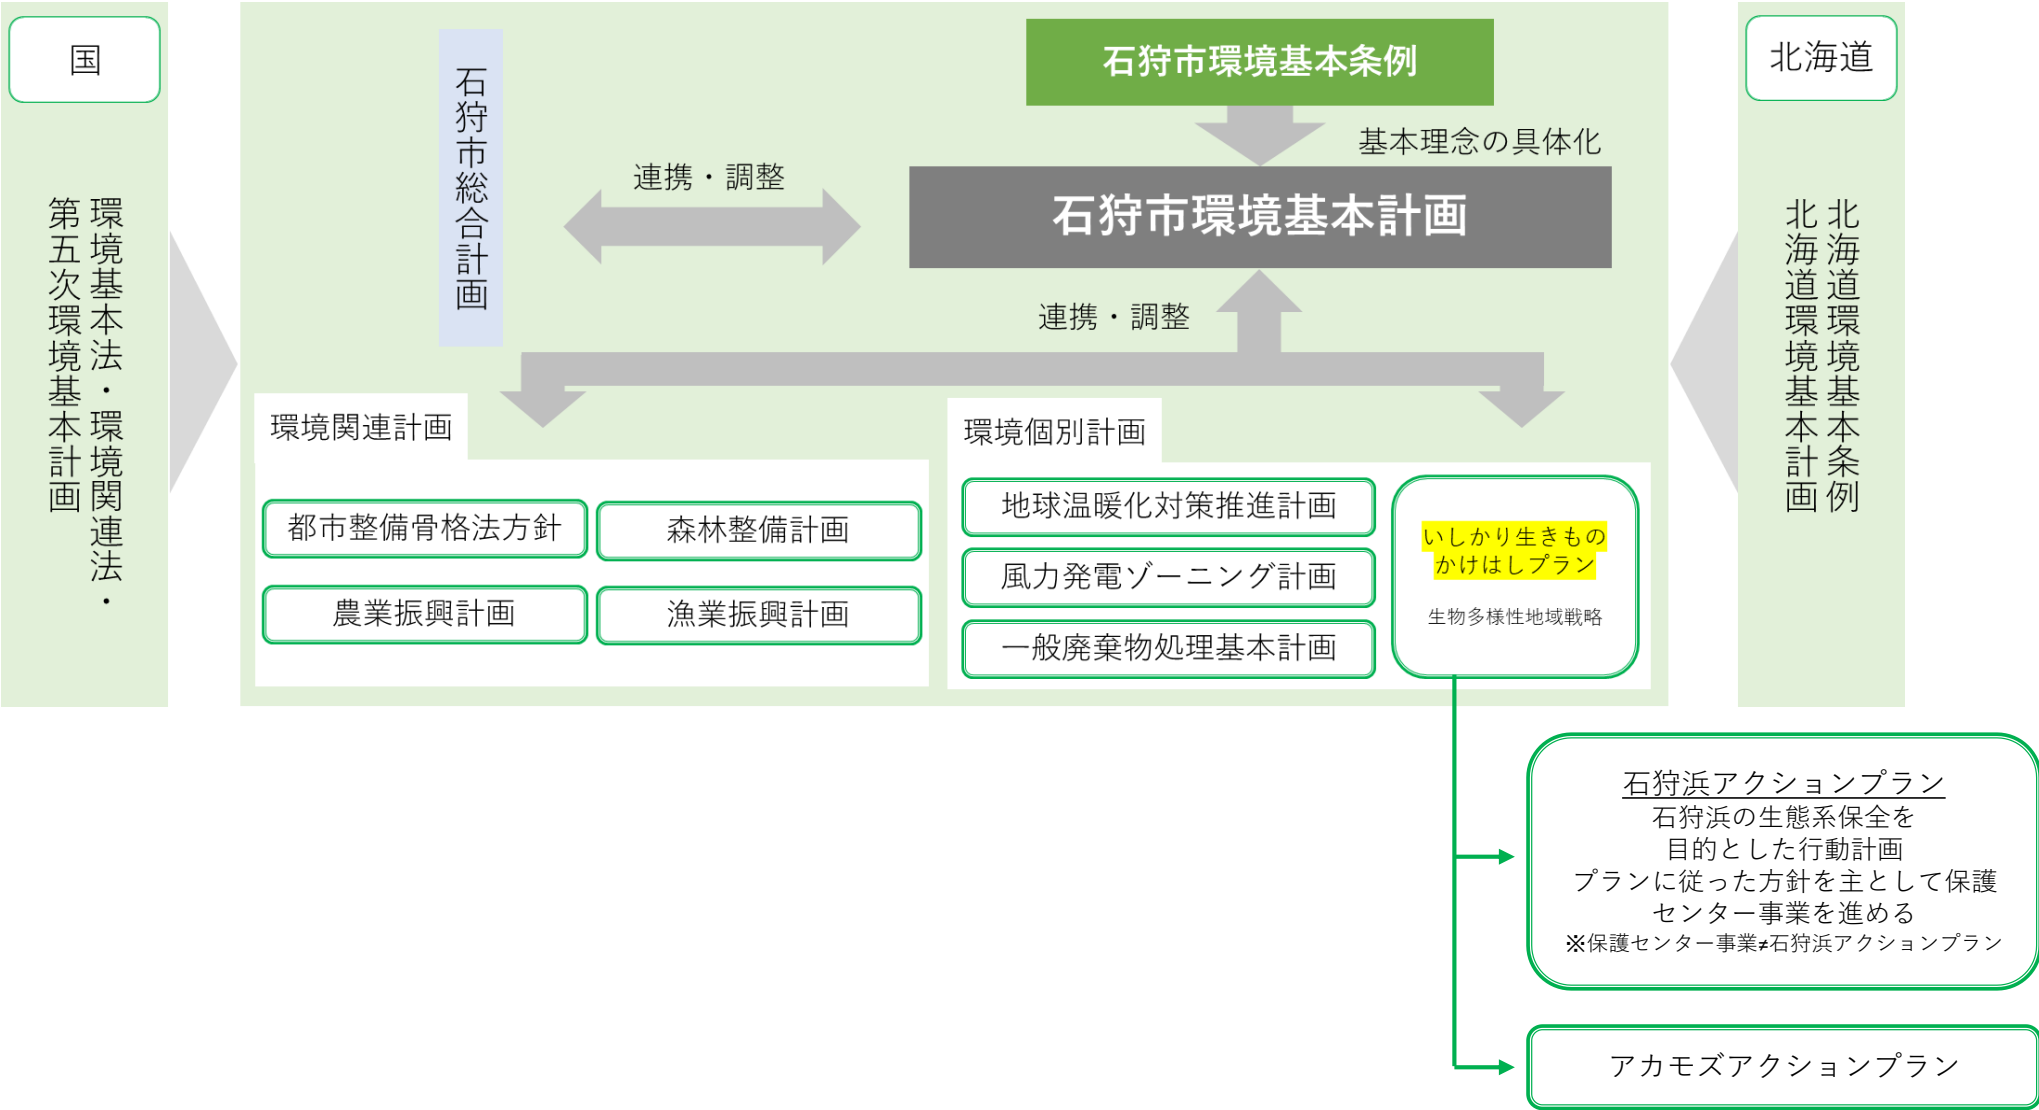 国
環境基本法・環境関連法・
第五次環境基本計画
石狩市総合計画
石狩市環境基本条例
基本理念の具体化
連携・調整
石狩市環境基本計画
連携・調整
環境関連計画
都市整備骨格法方針
森林整備計画
農業振興計画
漁業振興計画
環境個別計画
地球温暖化対策推進計画
風力発電ゾーニング計画
一般廃棄物処理基本計画
いしかり生きもの
かけはしプラン
生物多様性地域戦略
北海道
北海道環境基本条例
北海道環境基本計画
石狩浜アクションプラン
石狩浜の生態系保全を
目的とした行動計画
プランに従った方針を主として保護
センター事業を進める
※保護センター事業≠石狩浜アクションプラン
アカモズアクションプラン